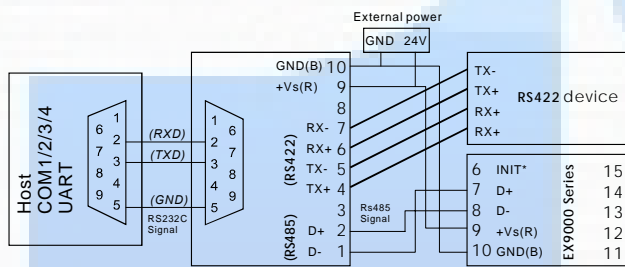 External power
GND 24V
Host
COM1/2/3/4
UART
1
2
3
4
5
6
7
8
9
(RXD)
(TXD)
(GND)
RS232C
Signal
1
2
3
4
5
6
7
8
9
GND(B) 10
+Vs(R) 9
8
RX- 7
RX+ 6
TX- 5
TX+ 4
3
D+ 2
D- 1
(RS422)
(RS485)
Rs485
Signal
TX-
TX+
RX+
RX+
RS422 device
6 INIT* 15
7 D+ 14
8 D- 13
9 +Vs(R) 12
10 GND(B) 11
EX9000 Series